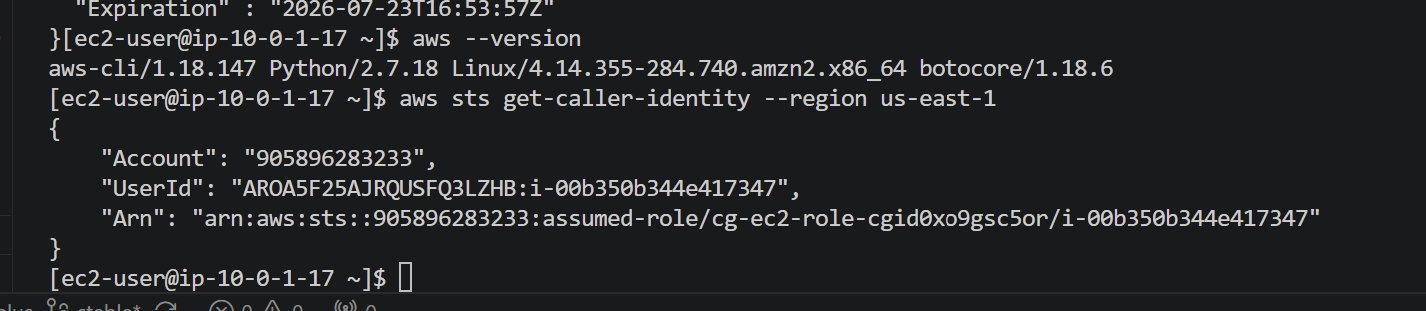 "Expiration" : "2026-07-23T16:53:57Z"
}[ec2-user@ip-10-0-1-17 ~]$ aws --version
aws-cli/1.18.147 Python/2.7.18 Linux/4.14.355-284.740.amzn2.x86_64 botocore/1.18.6
[ec2-user@ip-10-0-1-17 ~]$ aws sts get-caller-identity --region us-east-1
{
    "Account": "905896283233",
    "UserId": "AROA5F25AJRQUSFQ3LZHB:i-00b350b344e417347",
    "Arn": "arn:aws:sts::905896283233:assumed-role/cg-ec2-role-cgid0xo9gsc5or/i-00b350b344e417347"
}
[ec2-user@ip-10-0-1-17 ~]$
stable*